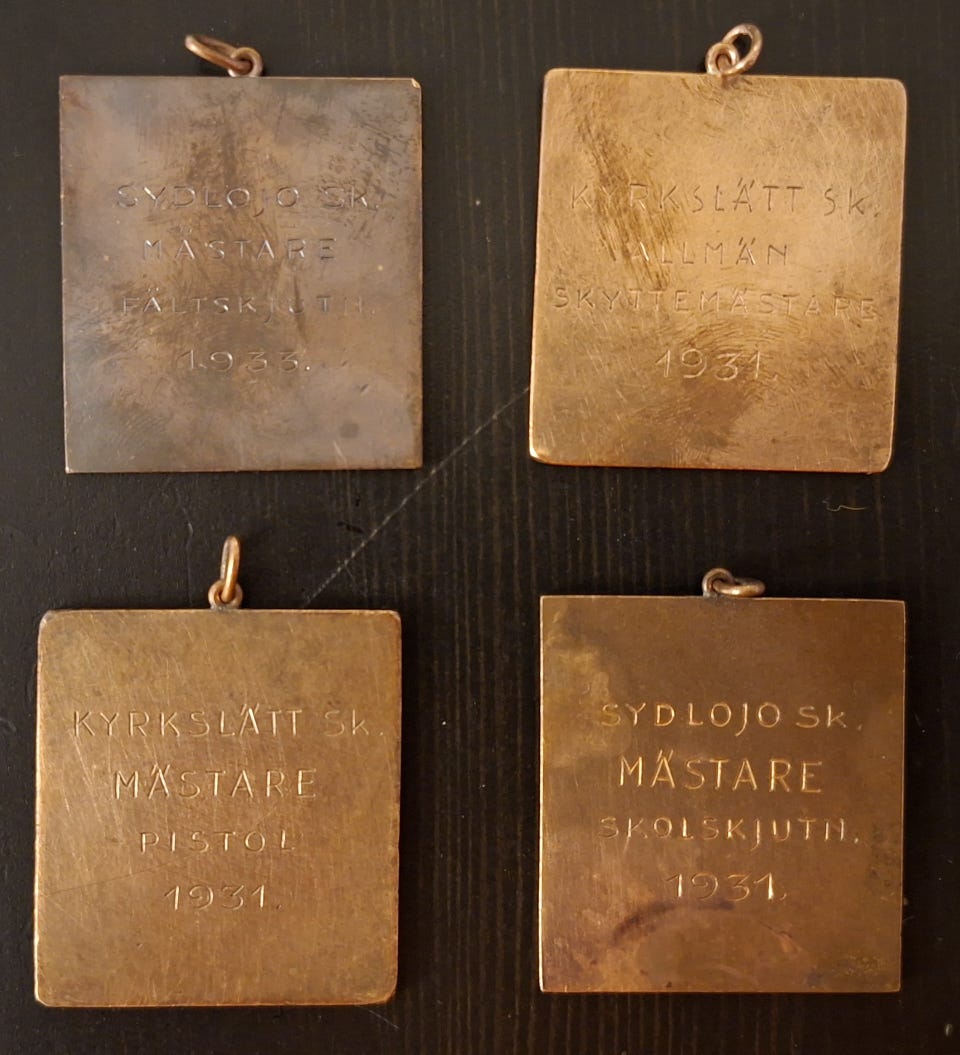 SYDLOJO SK.
MÄSTARE
FÄLTSKJUTN.
1933.
KYRKSLÄTT SK.
ALLMÄN
SKYTTEMÄSTARE
1931.
KYRKSLÄTT SK.
MÄSTARE
PISTOL
1931.
SYDLOJO SK.
MÄSTARE
SKOLSKJUTN.
1931.